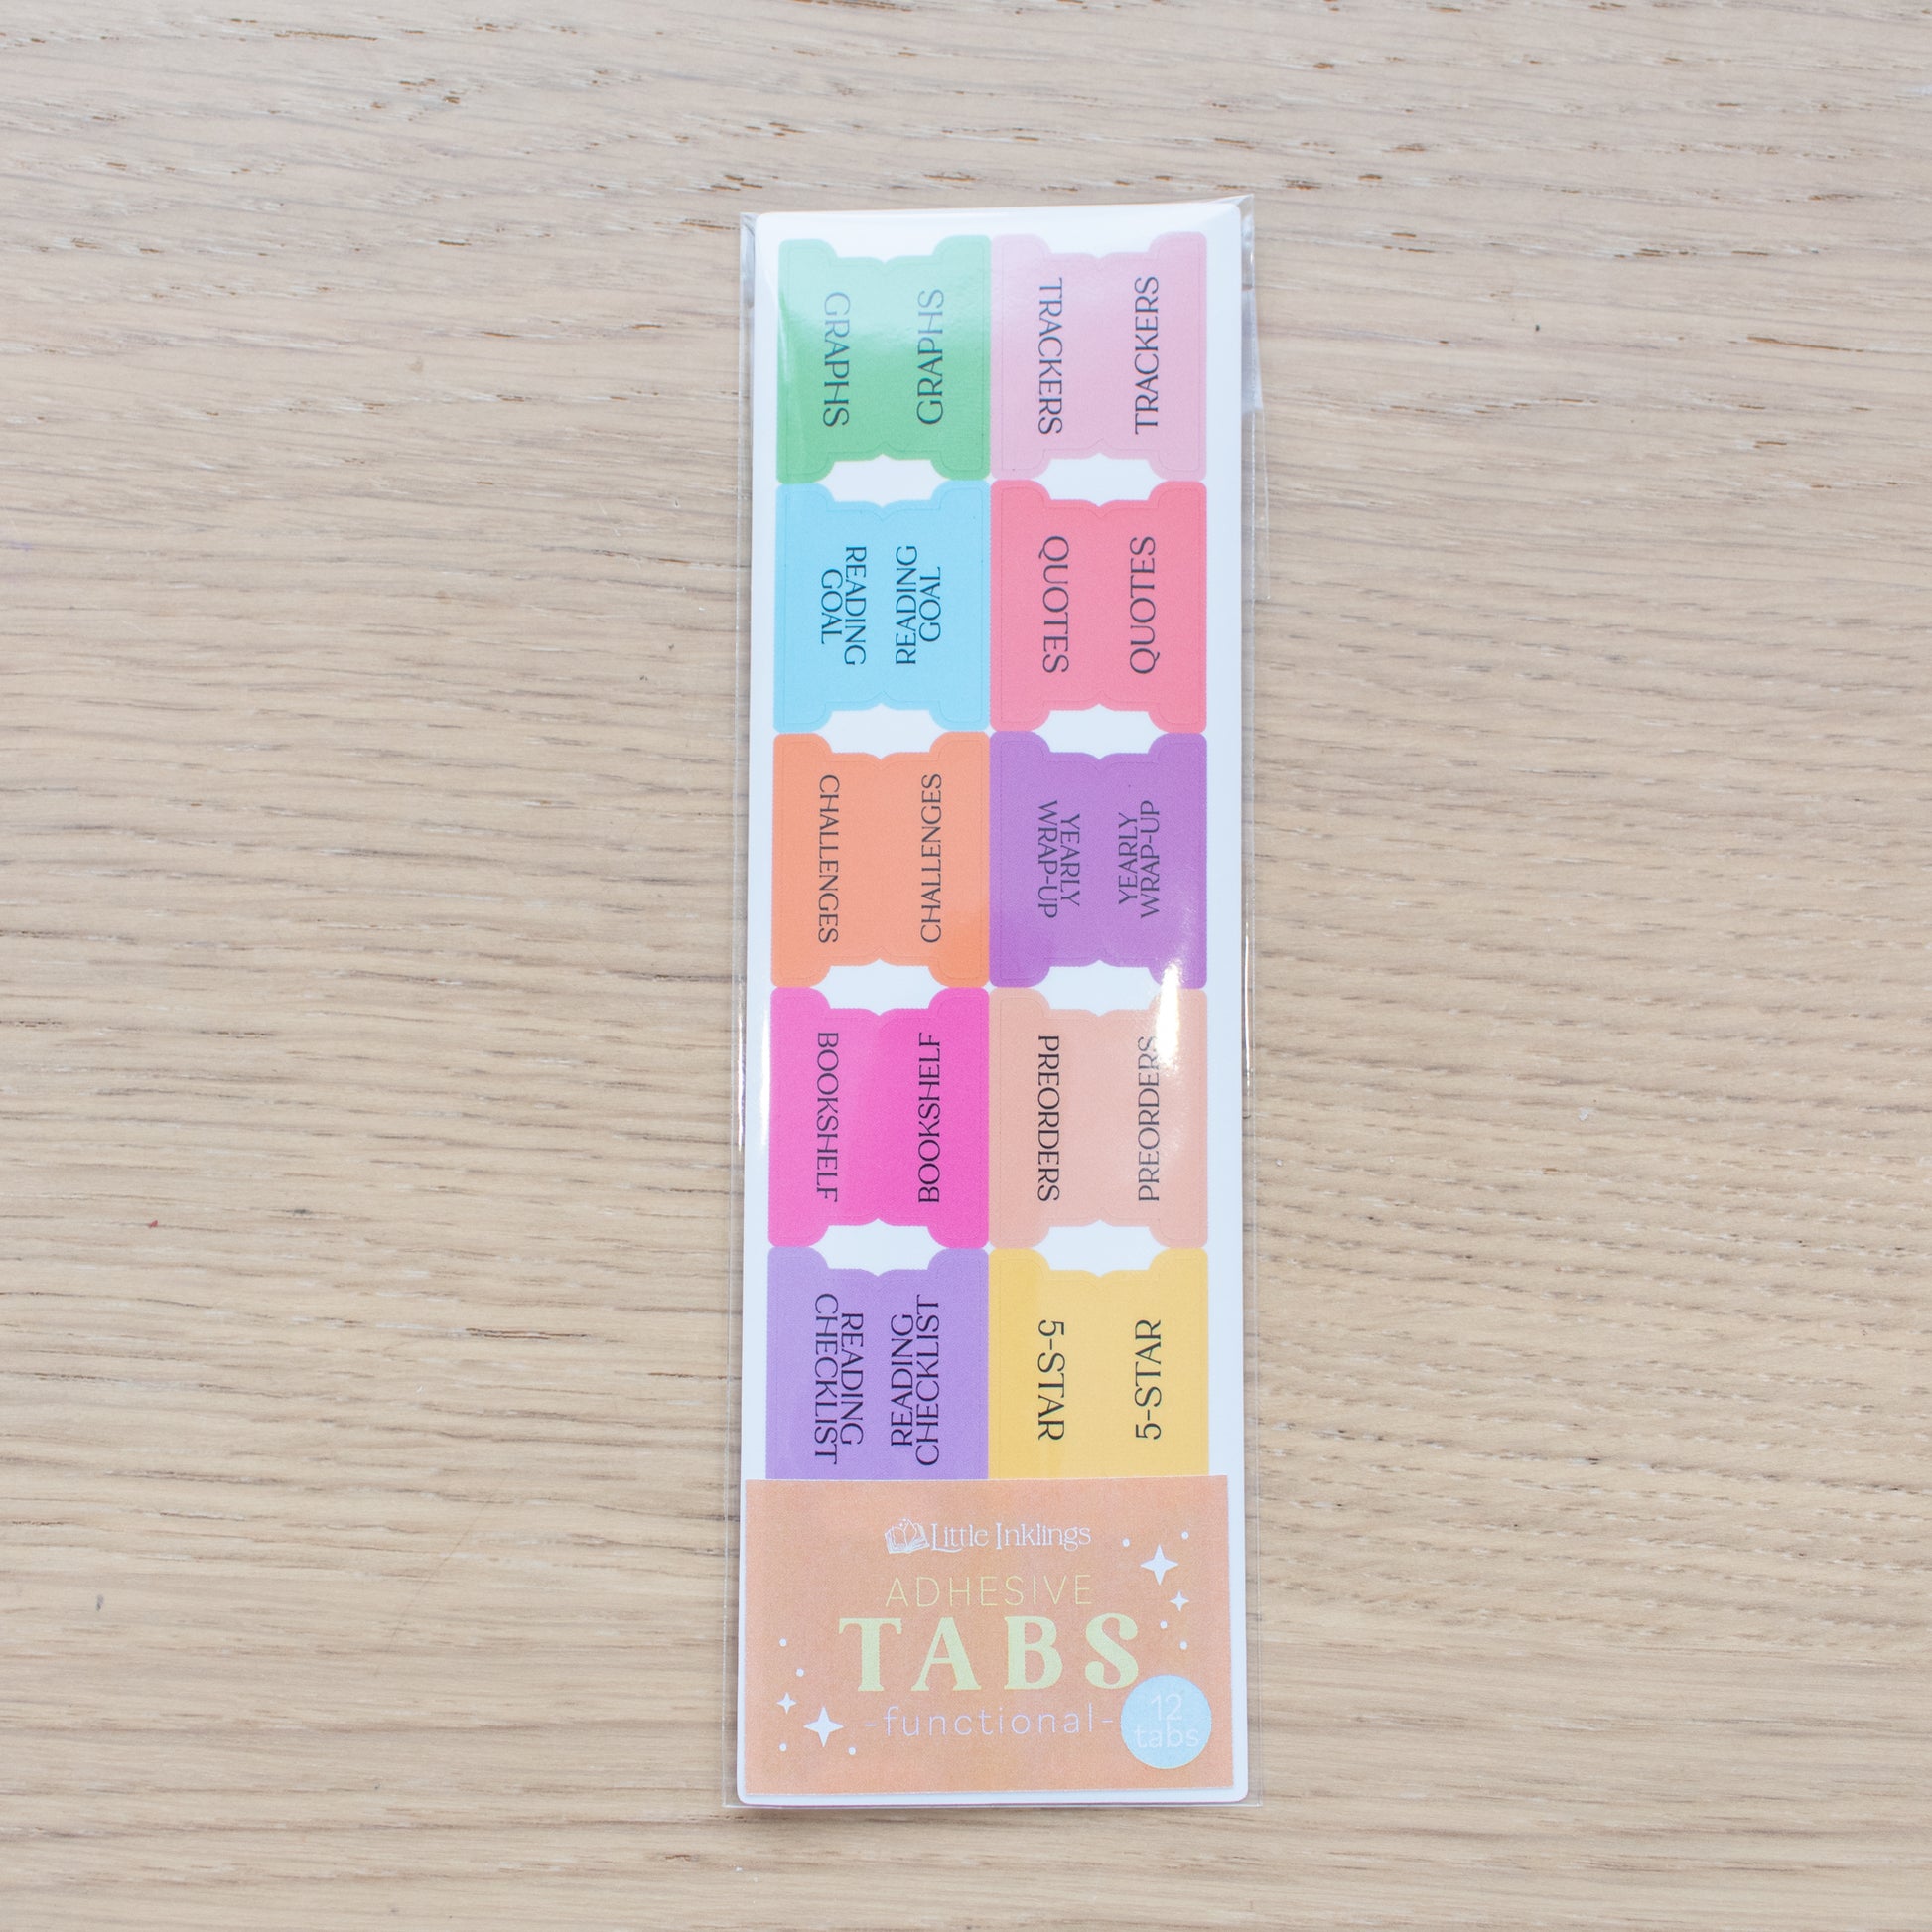 GRAPHS
GRAPHS
TRACKERS
TRACKERS
READING
GOAL
READING
GOAL
QUOTES
QUOTES
CHALLENGES
CHALLENGES
YEARLY
WRAP-UP
YEARLY
WRAP-UP
BOOKSHELF
BOOKSHELF
PREORDERS
PREORDERS
READING
CHECKLIST
READING
CHECKLIST
5-STAR
5-STAR
Little Inklings
ADHESIVE
TABS
-functional-
12
tabs